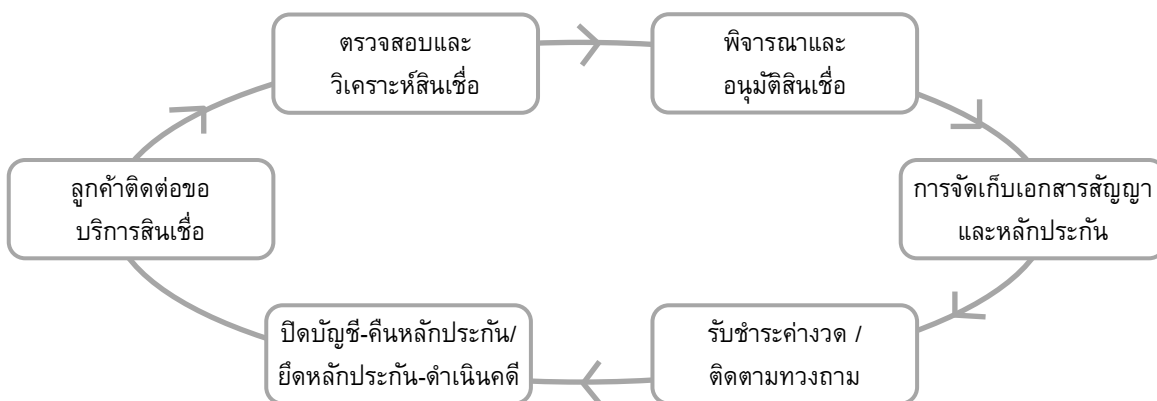 ตรวจสอบและ
วิเคราะห์สินเชื่อ
พิจารณาและ
อนุมัติสินเชื่อ
การจัดเก็บเอกสารสัญญา
และหลักประกัน
รับชำระค่างวด /
ติดตามทวงถาม
ปิดบัญชี-คืนหลักประกัน/
ยึดหลักประกัน-ดำเนินคดี
ลูกค้าติดต่อขอ
บริการสินเชื่อ